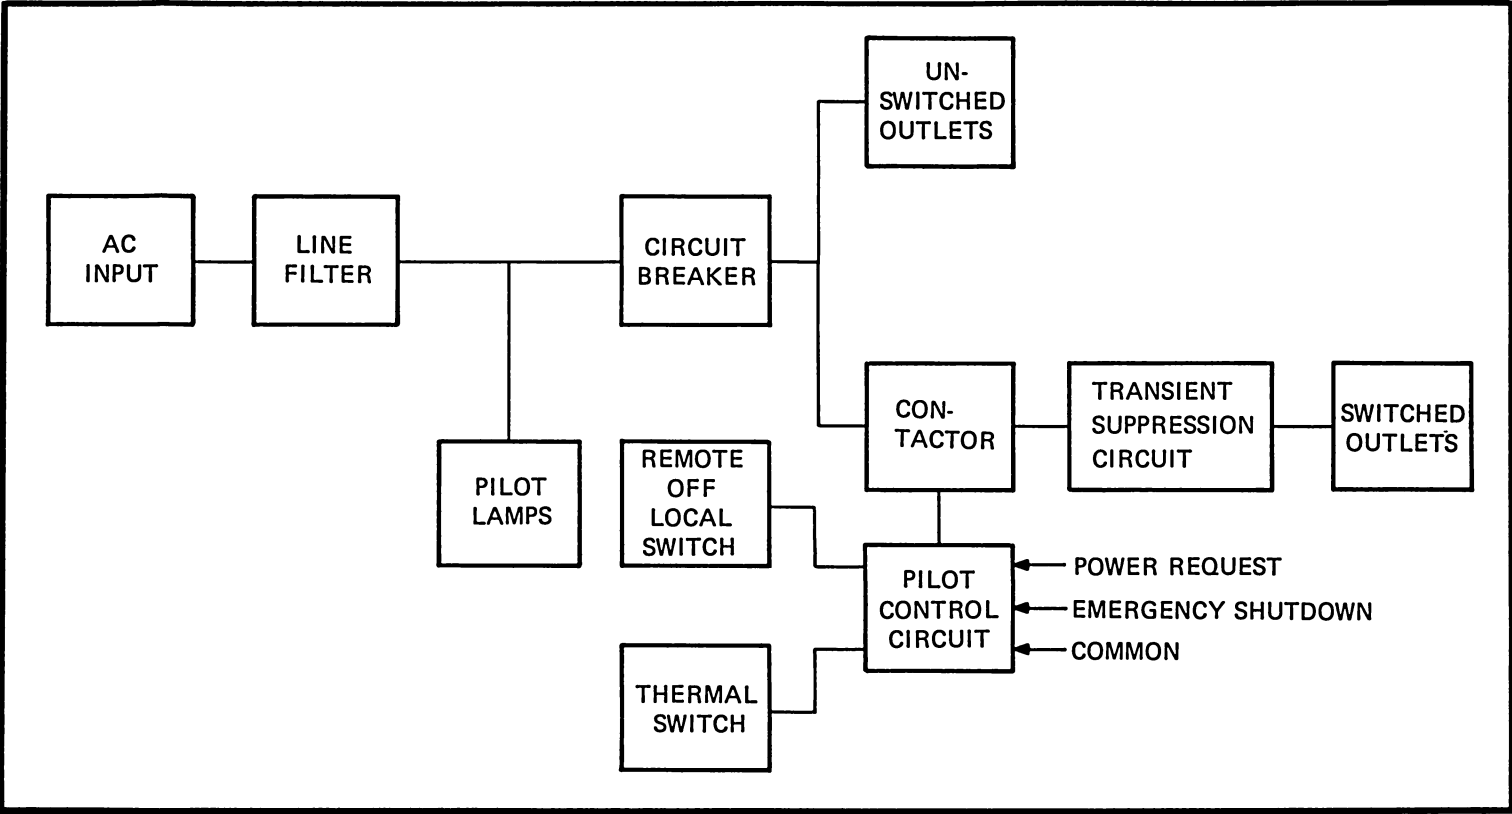 UN-
SWITCHED
OUTLETS
AC
INPUT
LINE
FILTER
CIRCUIT
BREAKER
CON-
TACTOR
TRANSIENT
SUPPRESSION
CIRCUIT
SWITCHED
OUTLETS
PILOT
LAMPS
REMOTE
OFF
LOCAL
SWITCH
PILOT
CONTROL
CIRCUIT
POWER REQUEST
EMERGENCY SHUTDOWN
COMMON
THERMAL
SWITCH